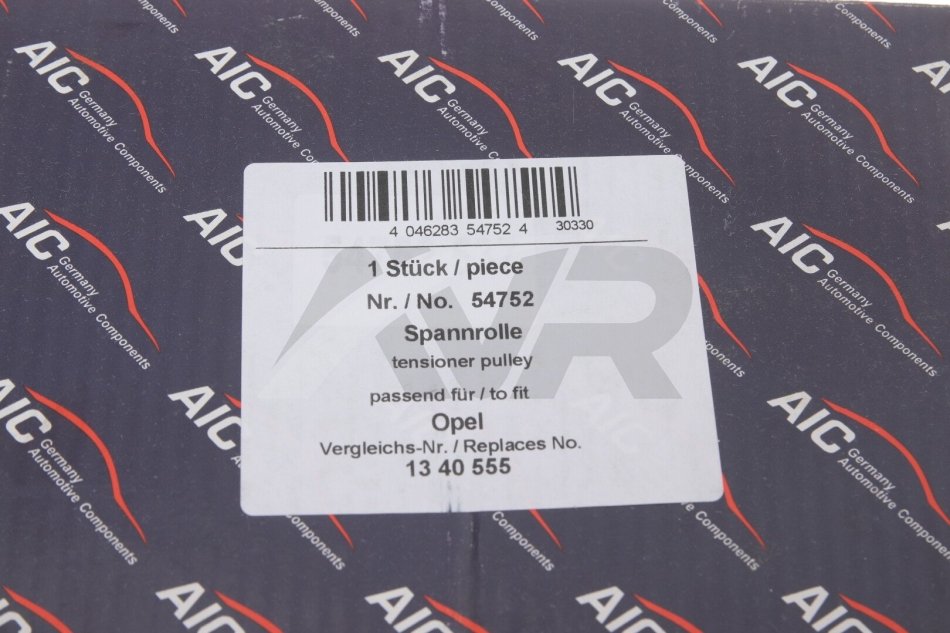 AIC Germany Automotive Components
4 046283 54752 4 30330
1 Stück / piece
Nr. / No. 54752
Spannrolle
tensioner pulley
passend für / to fit
Opel
Vergleichs-Nr. / Replaces No.
13 40 555